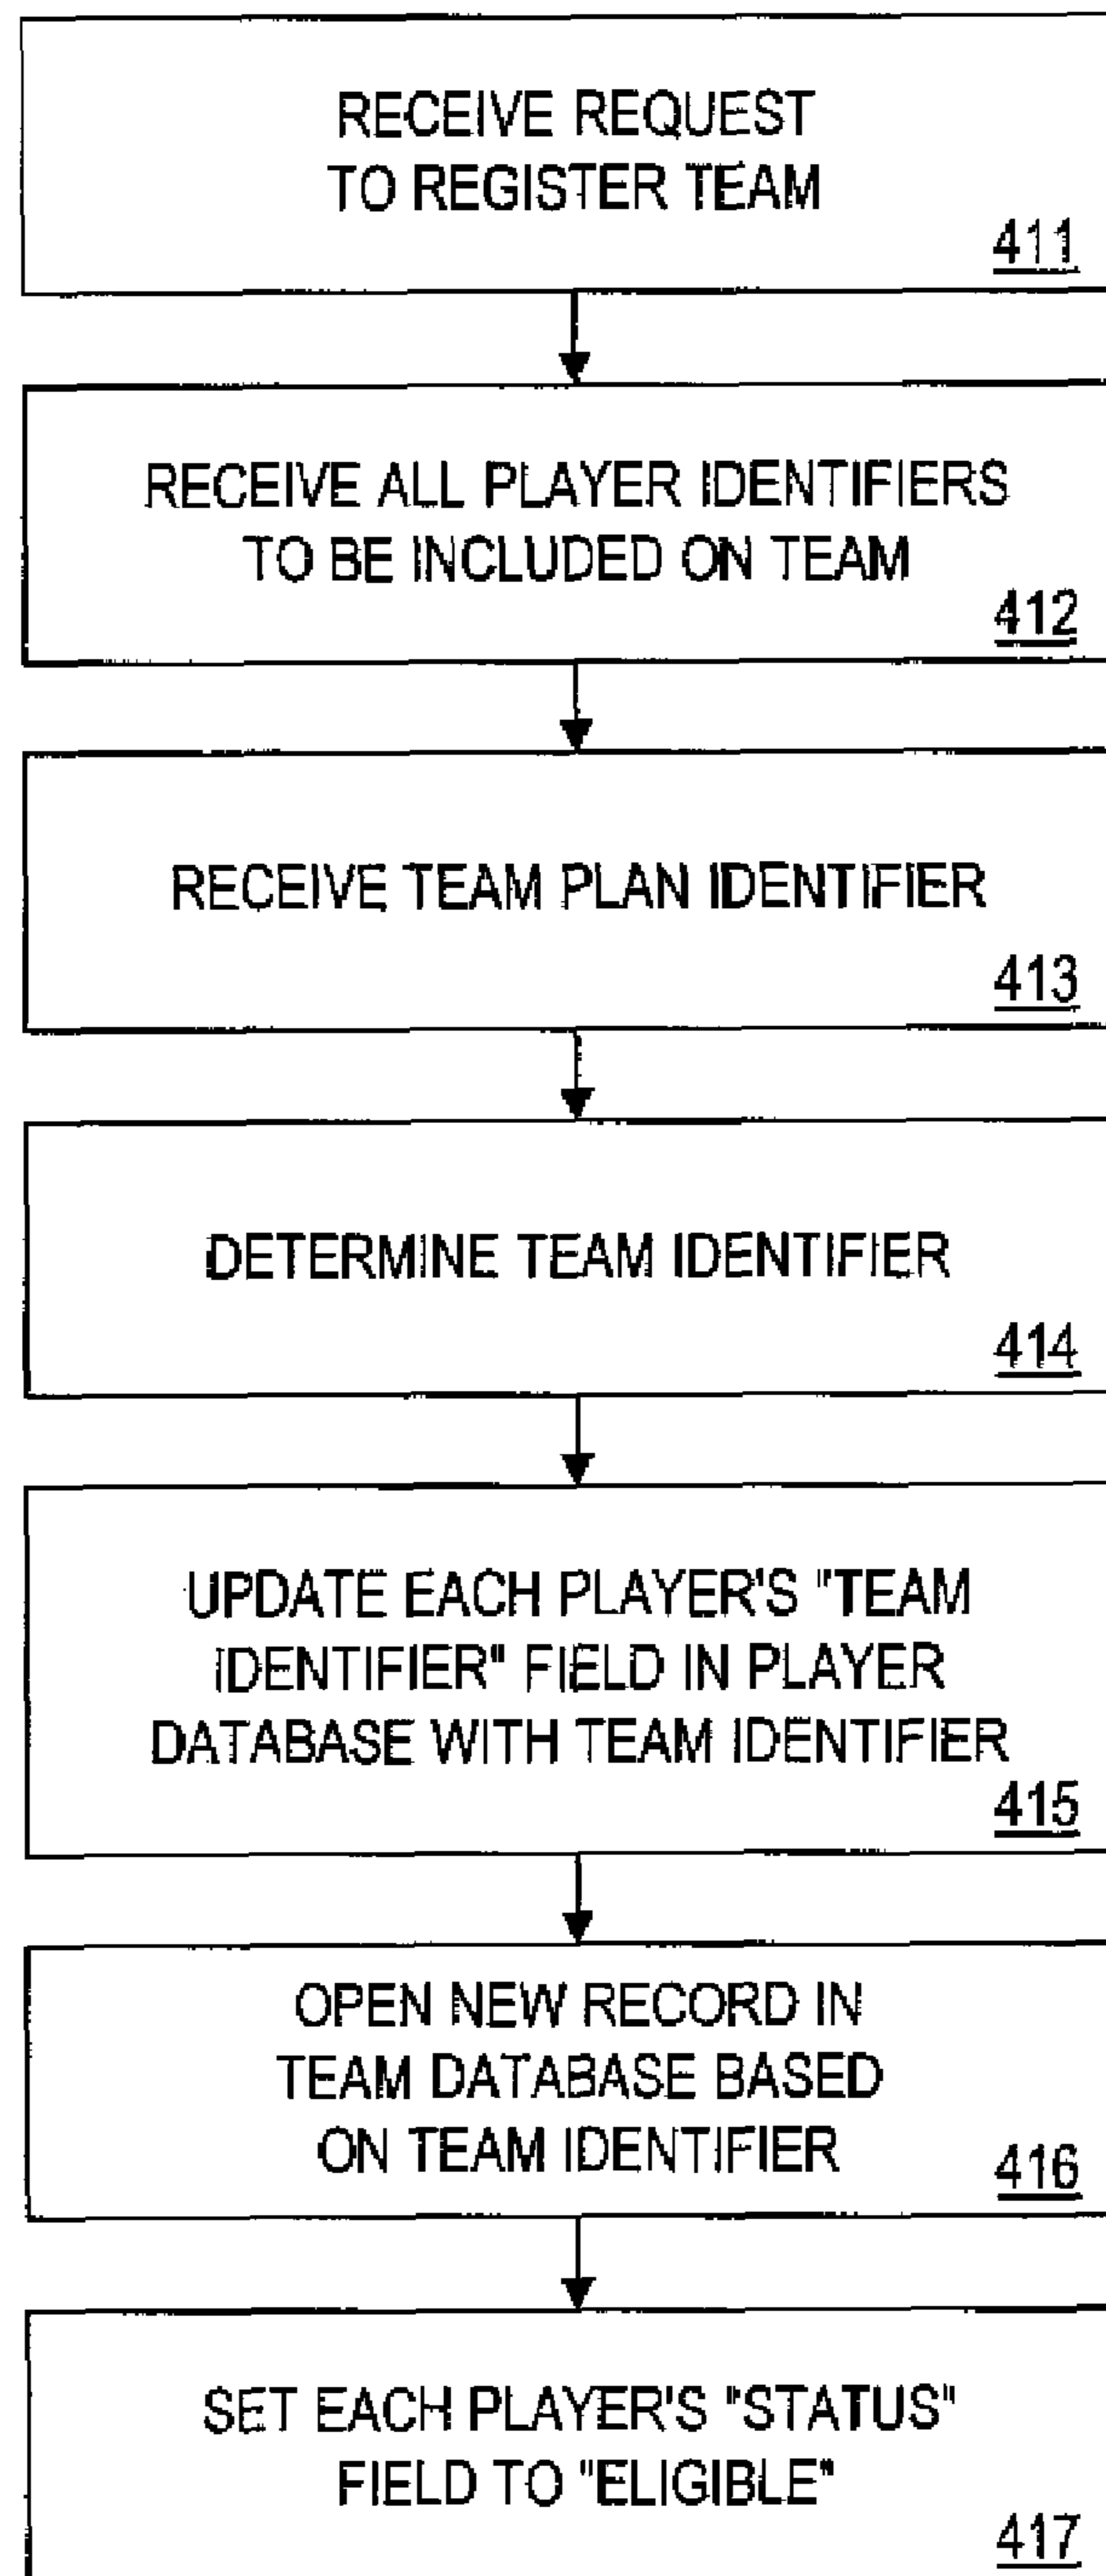 RECEIVE REQUEST
TO REGISTER TEAM
411
RECEIVE ALL PLAYER IDENTIFIERS
TO BE INCLUDED ON TEAM
412
RECEIVE TEAM PLAN IDENTIFIER
413
DETERMINE TEAM IDENTIFIER
414
UPDATE EACH PLAYER'S "TEAM
IDENTIFIER" FIELD IN PLAYER
DATABASE WITH TEAM IDENTIFIER
415
OPEN NEW RECORD IN
TEAM DATABASE BASED
ON TEAM IDENTIFIER
416
SET EACH PLAYER'S "STATUS"
FIELD TO "ELIGIBLE"
417